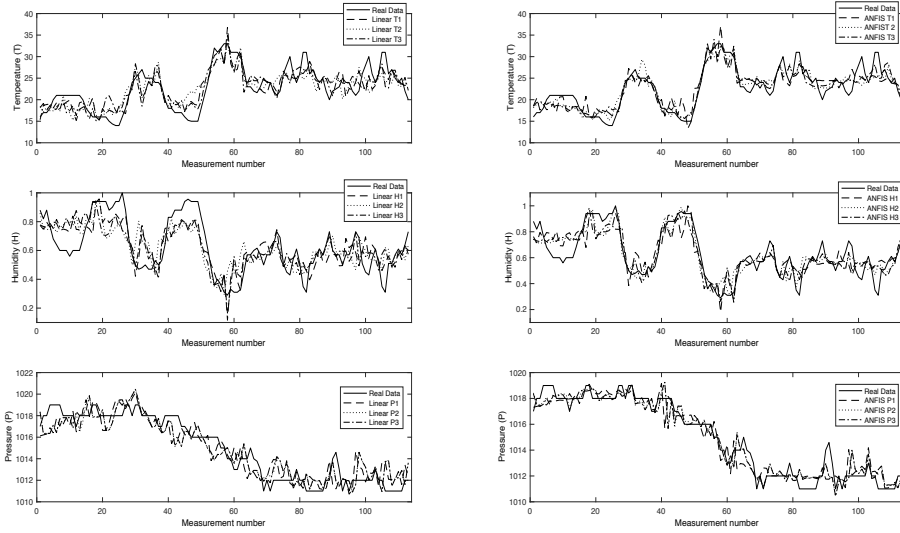 40
35
30
25
20
15
10
Temperature (T)
0 20 40 60 80 100
Measurement number
Real Data
Linear T1
Linear T2
Linear T3
40
35
30
25
20
15
10
Temperature (T)
0 20 40 60 80 100
Measurement number
Real Data
ANFIS T1
ANFIST 2
ANFIS T3
1
0.8
0.6
0.4
0.2
Humidity (H)
0 20 40 60 80 100
Measurement number
Real Data
Linear H1
Linear H2
Linear H3
1
0.8
0.6
0.4
0.2
Humidity (H)
0 20 40 60 80 100
Measurement number
Real Data
ANFIS H1
ANFIS H2
ANFIS H3
1022
1020
1018
1016
1014
1012
1010
Pressure (P)
0 20 40 60 80 100
Measurement number
Real Data
Linear P1
Linear P2
Linear P3
1020
1018
1016
1014
1012
1010
Pressure (P)
0 20 40 60 80 100
Measurement number
Real Data
ANFIS P1
ANFIS P2
ANFIS P3